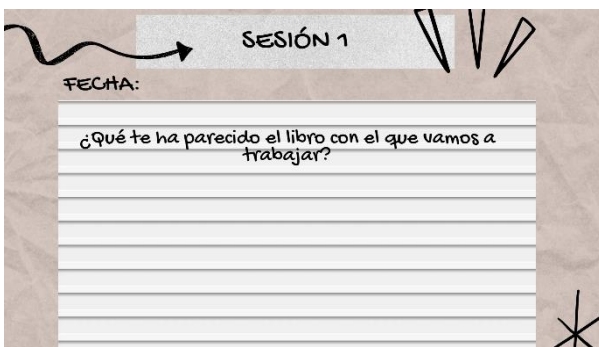 SESIÓN 1
FECHA:
¿Qué te ha parecido el libro con el que vamos a
trabajar?